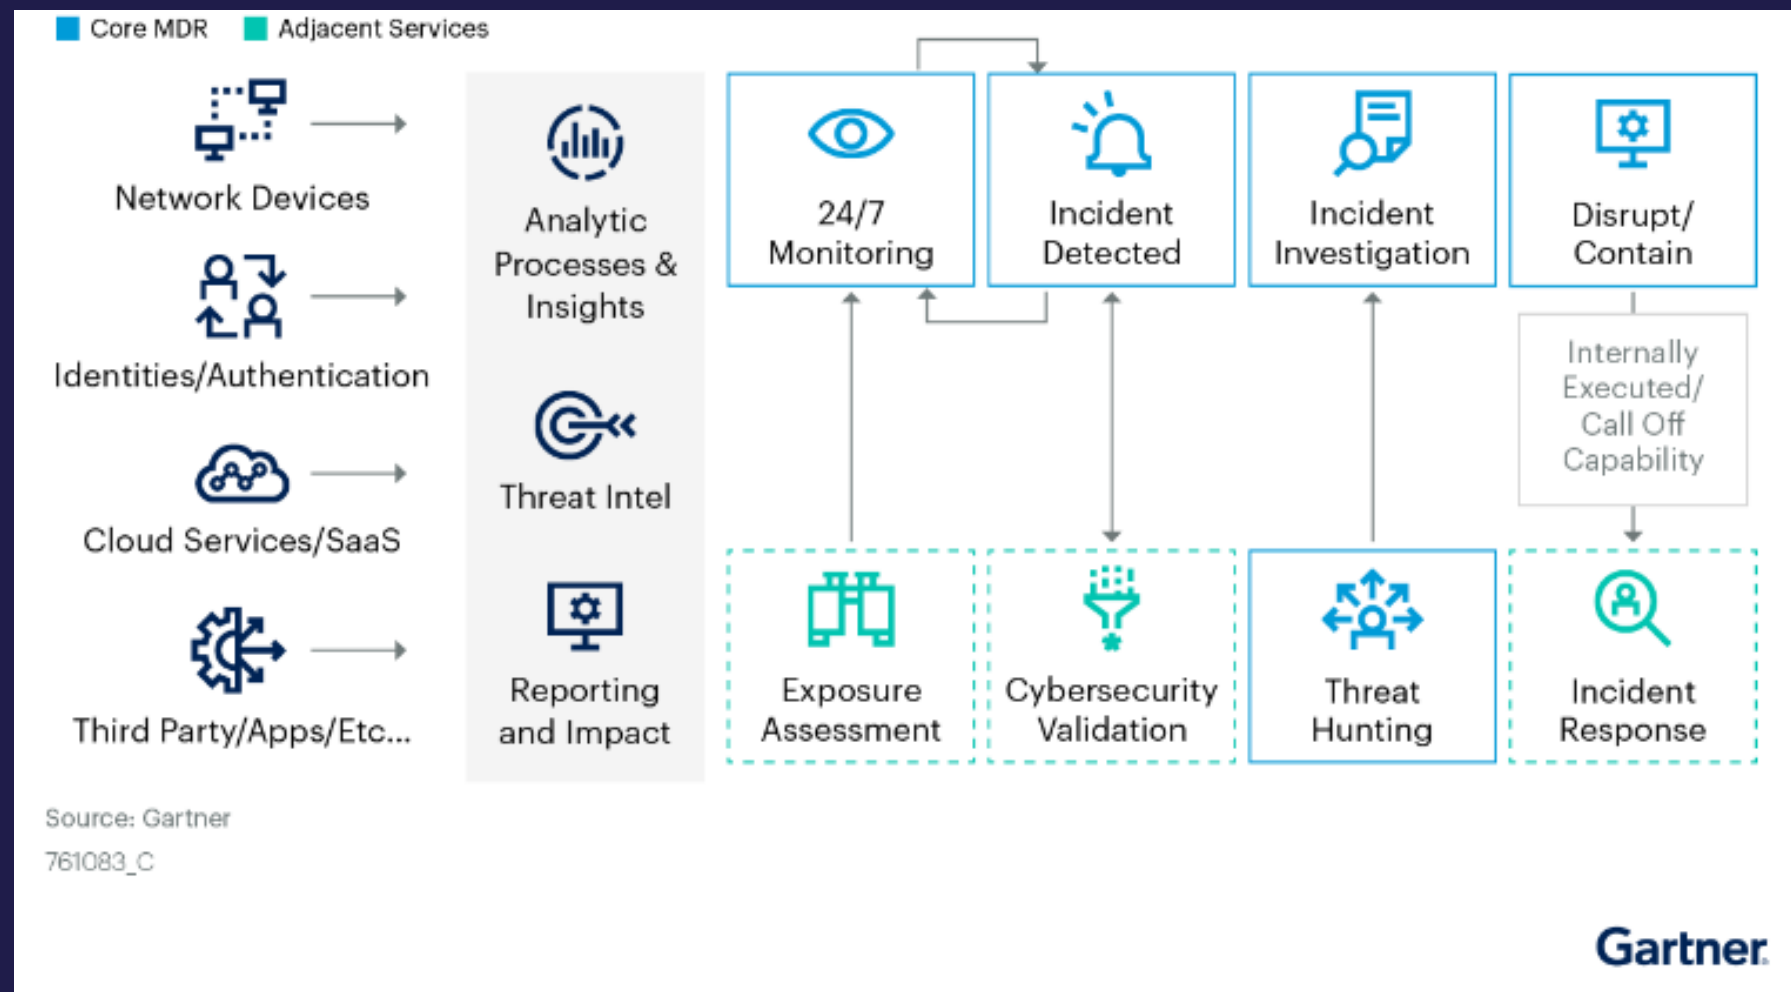 Core MDR
Adjacent Services
Network Devices
Identities/Authentication
Cloud Services/SaaS
Third Party/Apps/Etc...
Analytic
Processes &
Insights
Threat Intel
Reporting
and Impact
24/7
Monitoring
Incident
Detected
Incident
Investigation
Disrupt/
Contain
Internally
Executed/
Call Off
Capability
Exposure
Assessment
Cybersecurity
Validation
Threat
Hunting
Incident
Response
Source: Gartner
761083_C
Gartner